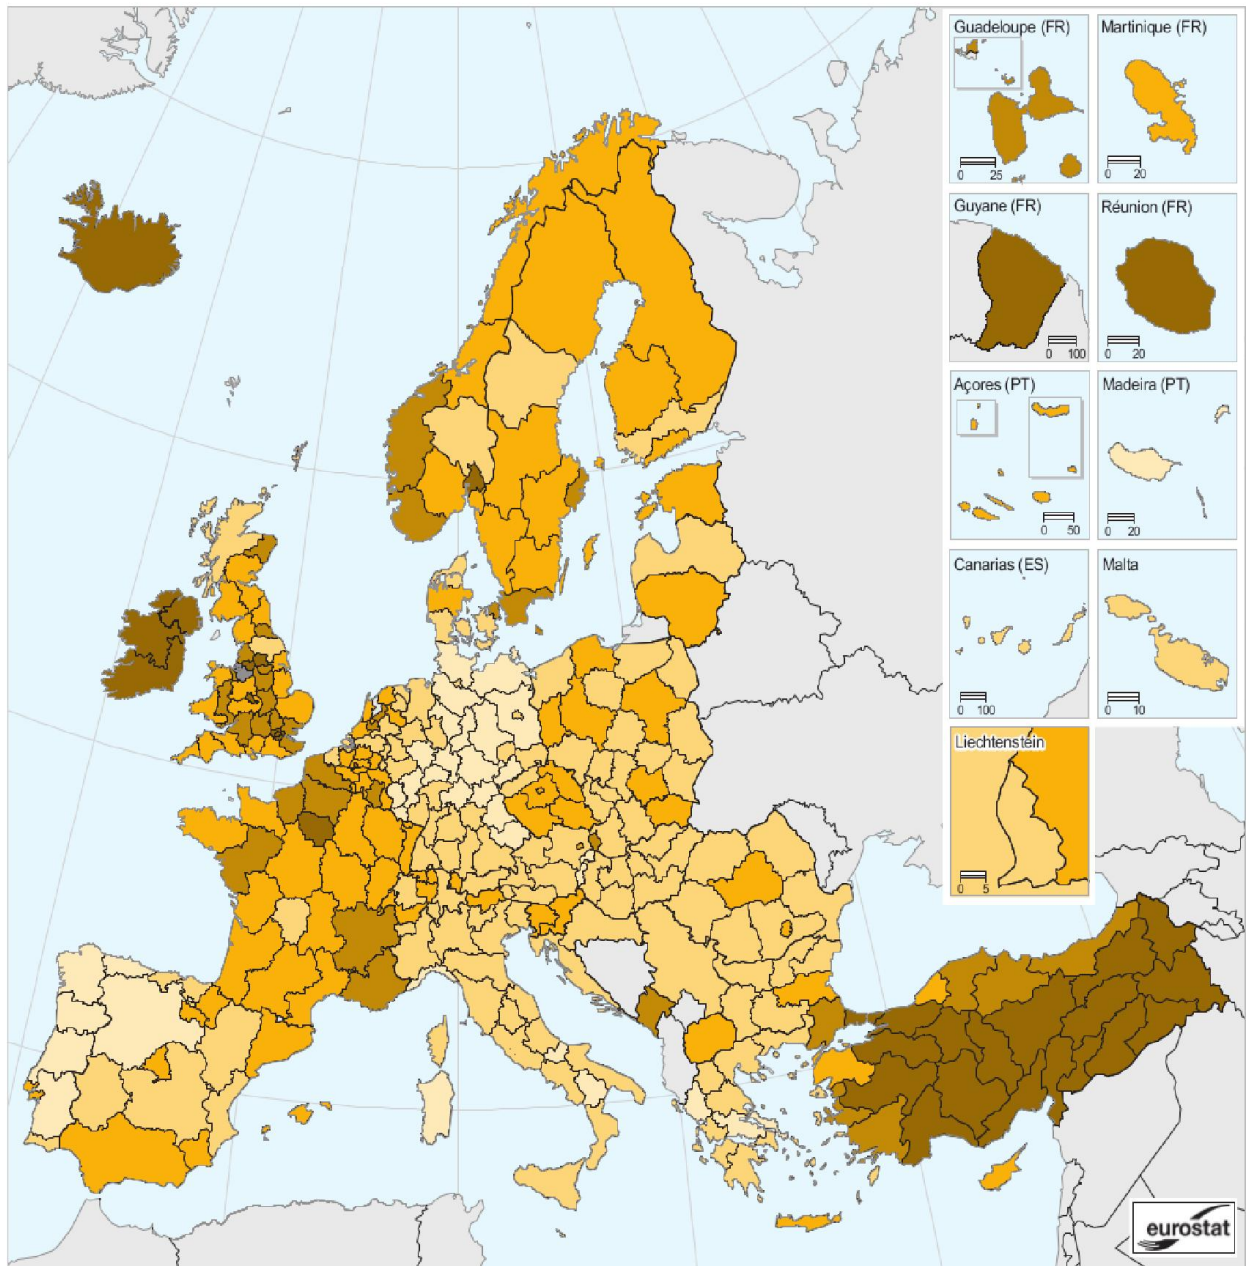 Guadeloupe (FR)
0 25
Martinique (FR)
0 20
Guyane (FR)
0 100
Réunion (FR)
0 20
Açores (PT)
0 50
Madeira (PT)
0 20
Canarias (ES)
0 100
Malta
0 10
Liechtenstein
0 5
eurostat